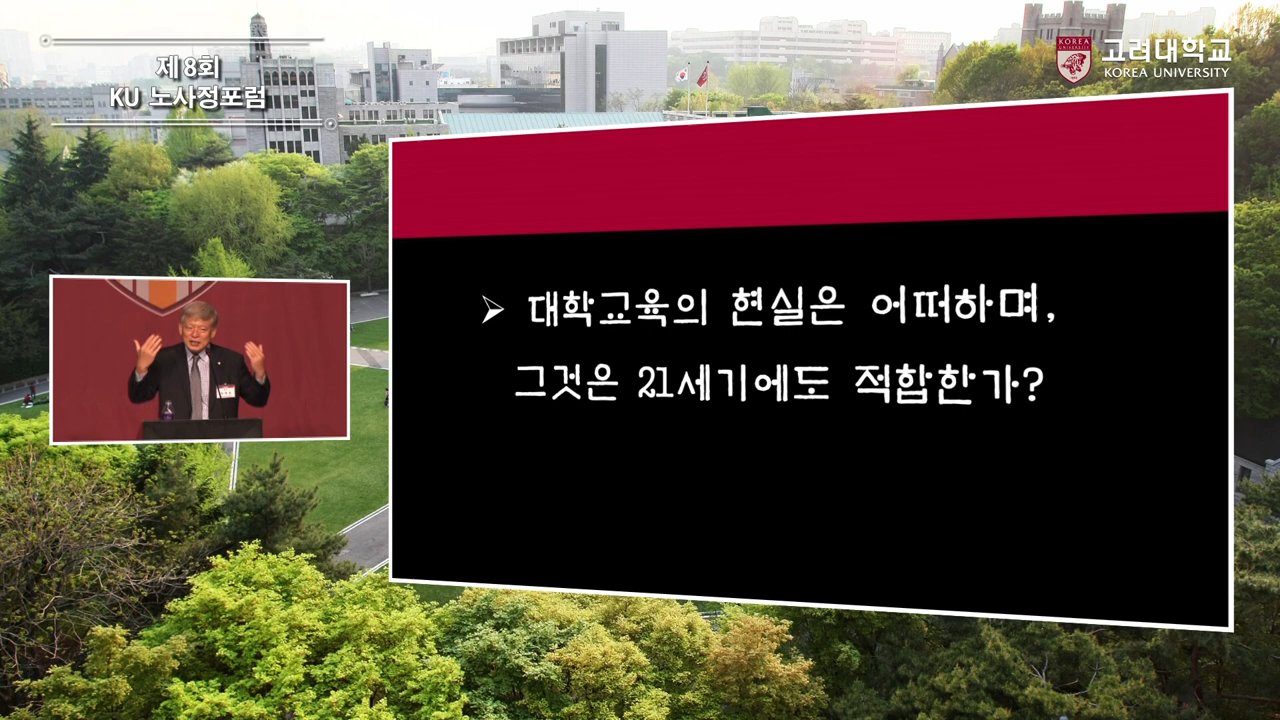 제8회
KU 노사정포럼
KOREA
UNIVERSITY
고려대학교
KOREA UNIVERSITY
➢ 대학교육의 현실은 어떠하며,
그것은 21세기에도 적합한가?